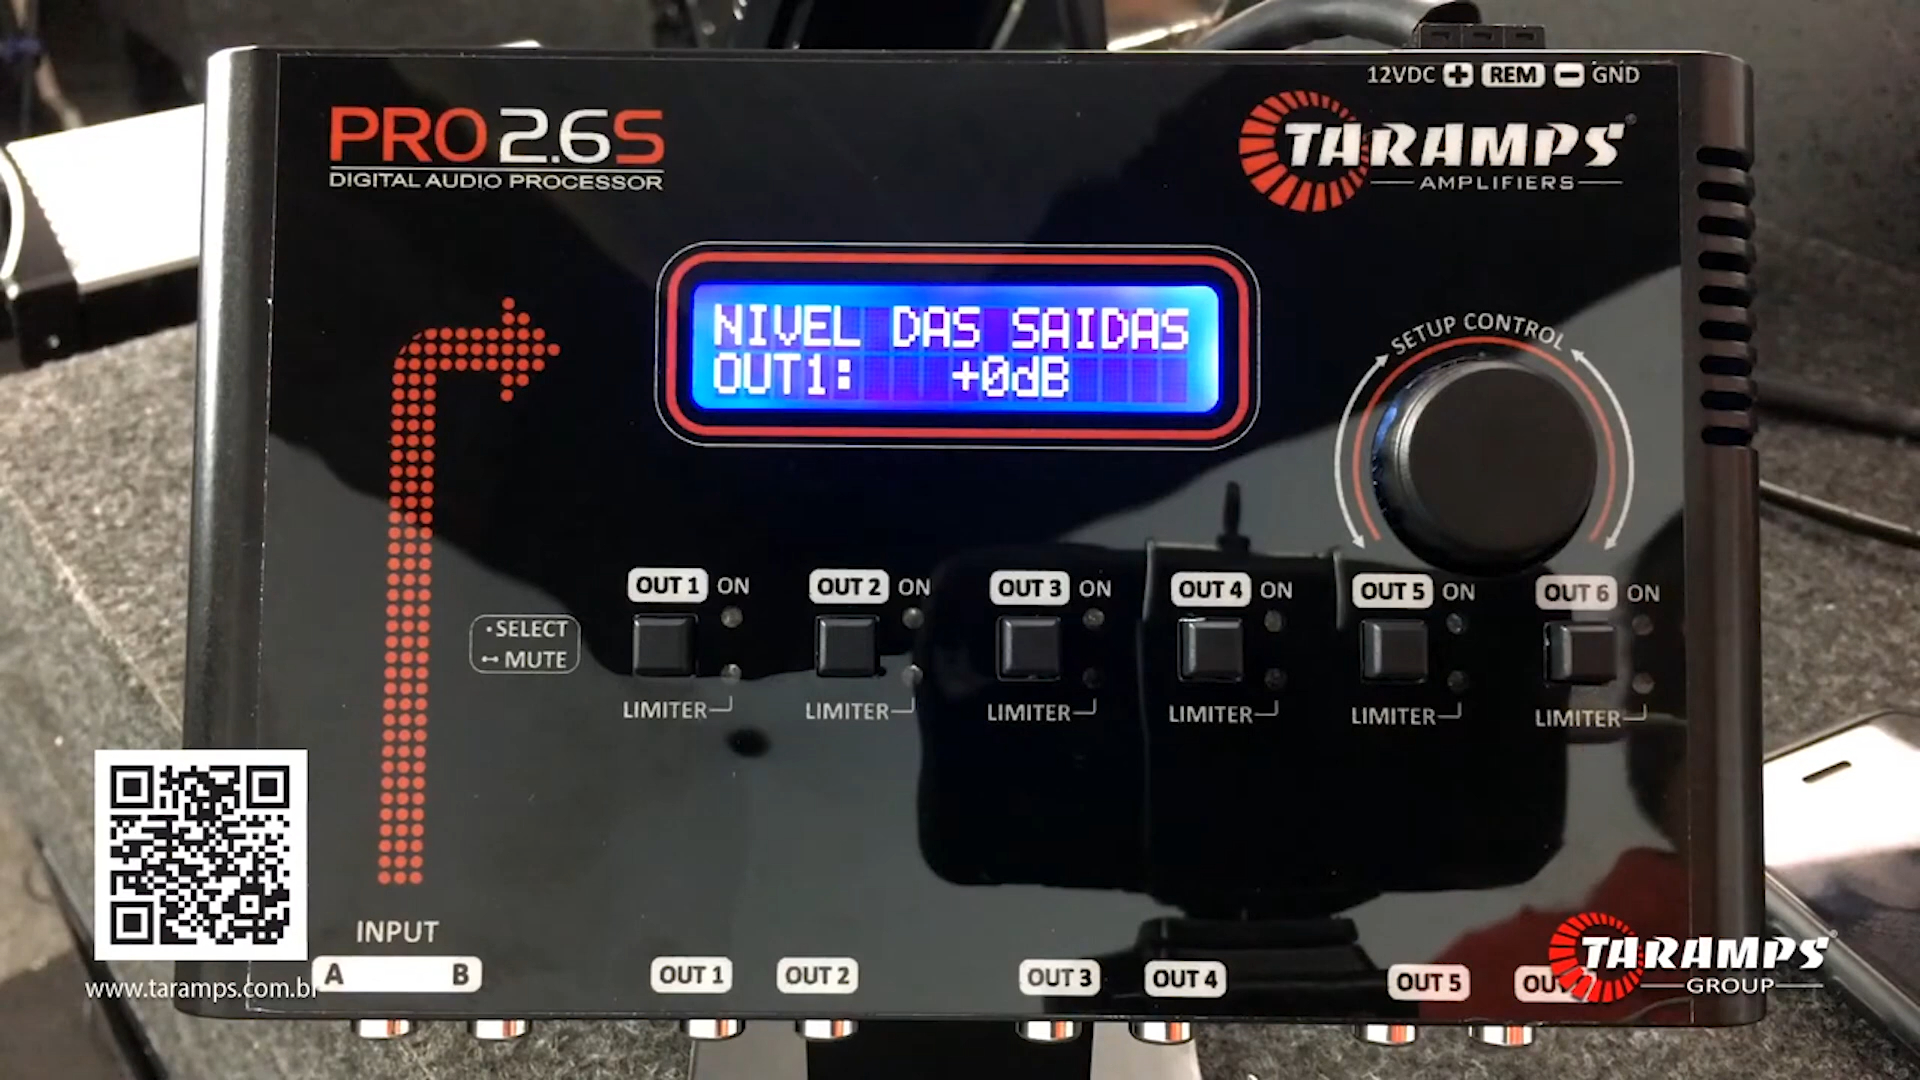 12VDC + REM - GND
PRO 2.6S
DIGITAL AUDIO PROCESSOR
TARAMPS®
AMPLIFIERS
NIVEL DAS SAIDAS
OUT1: +0dB
SETUP CONTROL
OUT 1 ON OUT 2 ON OUT 3 ON OUT 4 ON OUT 5 ON OUT 6 ON
SELECT
MUTE
LIMITER LIMITER LIMITER LIMITER LIMITER LIMITER
INPUT
A B OUT 1 OUT 2 OUT 3 OUT 4 OUT 5
www.taramps.com.br
TARAMPS®
GROUP